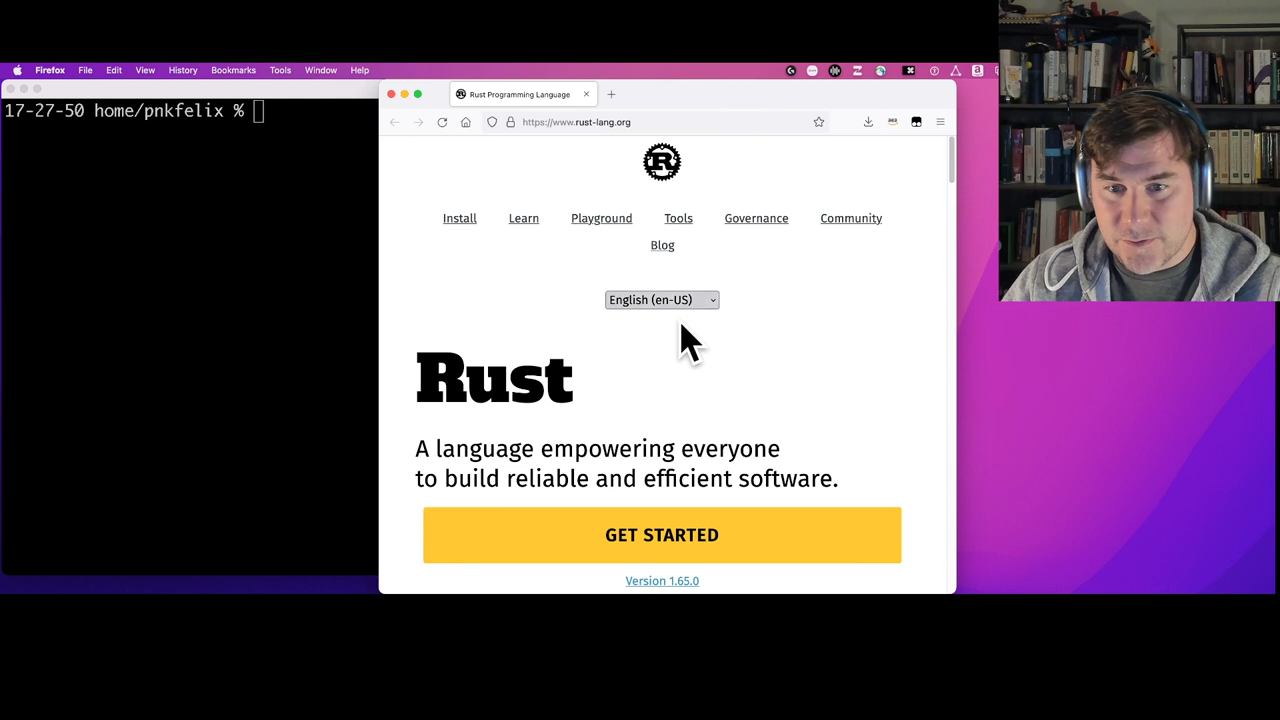 Firefox File Edit View History Bookmarks Tools Window Help
17-27-50 home/pnkfelix %
Rust Programming Language
https://www.rust-lang.org
R
Install Learn Playground Tools Governance Community
Blog
English (en-US)
Rust
A language empowering everyone
to build reliable and efficient software.
GET STARTED
Version 1.65.0